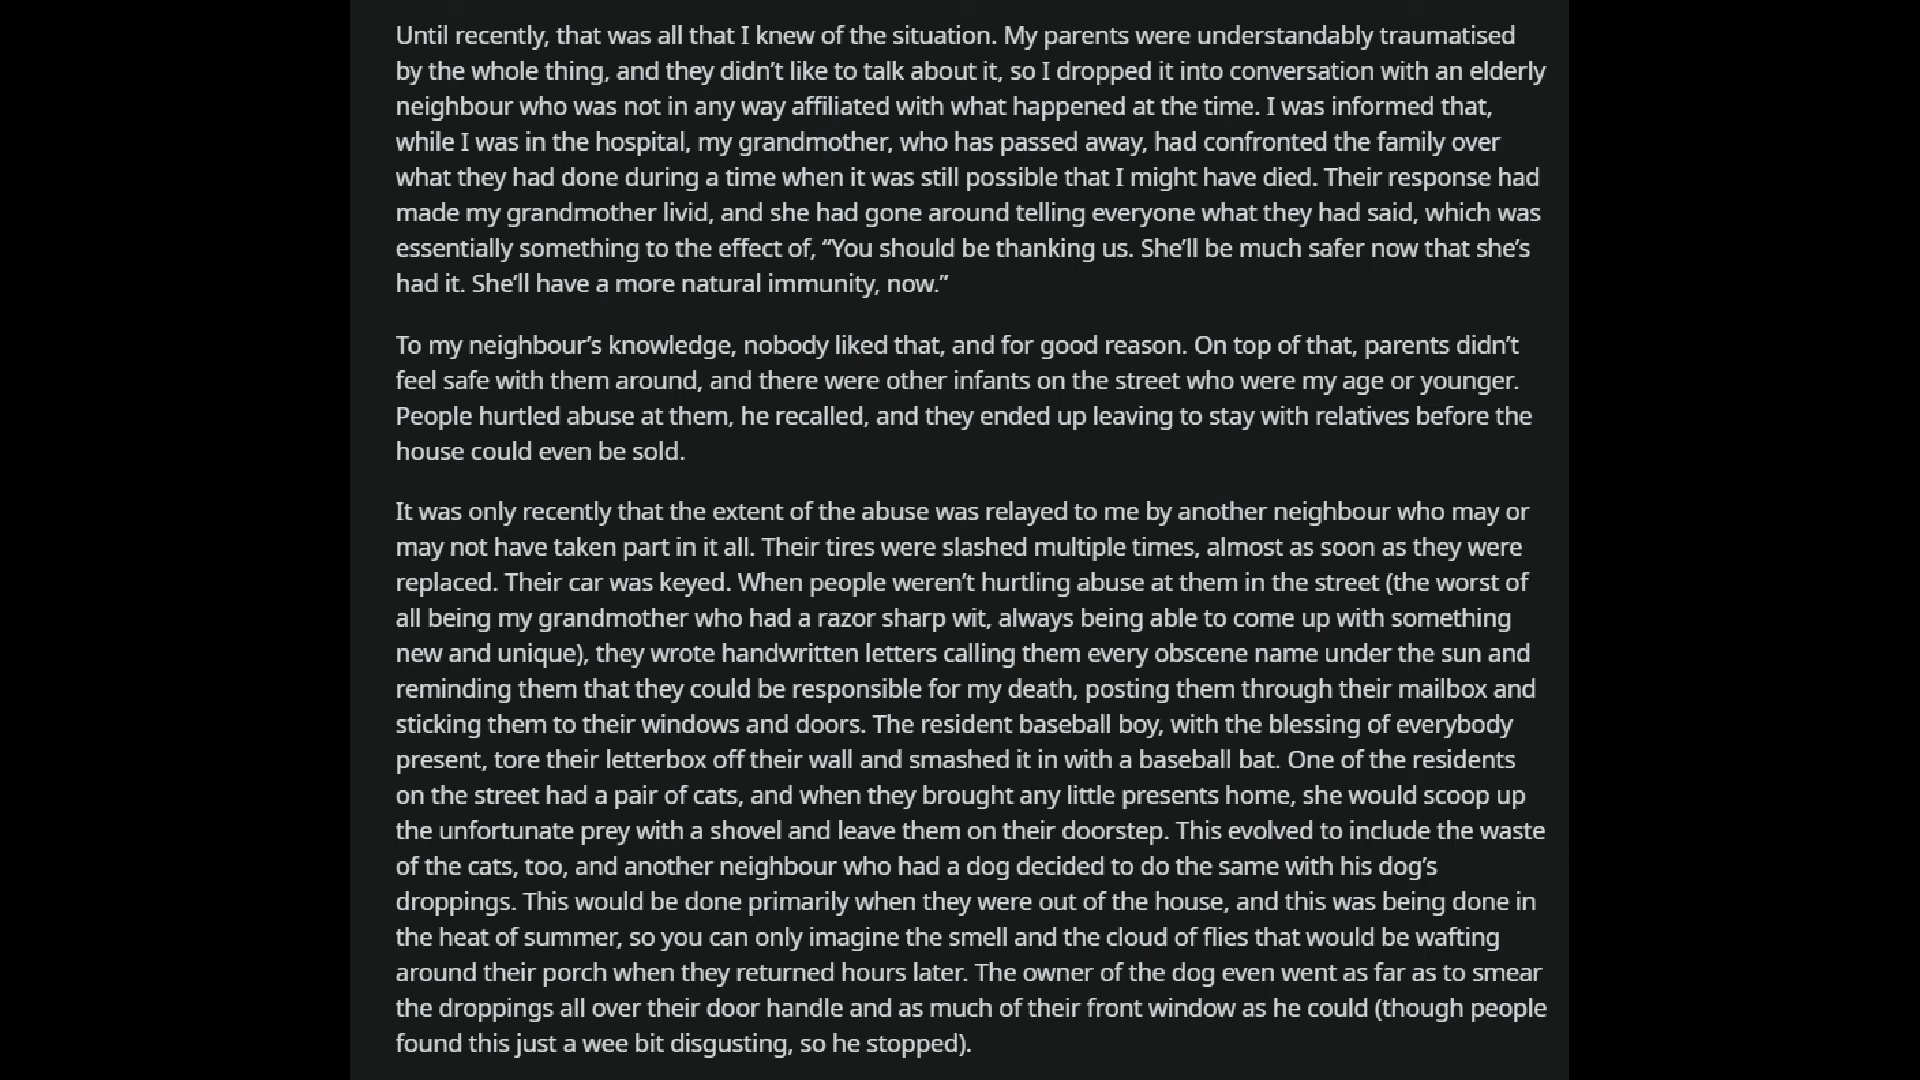 Until recently, that was all that I knew of the situation. My parents were understandably traumatised
by the whole thing, and they didn’t like to talk about it, so I dropped it into conversation with an elderly
neighbour who was not in any way affiliated with what happened at the time. I was informed that,
while I was in the hospital, my grandmother, who has passed away, had confronted the family over
what they had done during a time when it was still possible that I might have died. Their response had
made my grandmother livid, and she had gone around telling everyone what they had said, which was
essentially something to the effect of, “You should be thanking us. She’ll be much safer now that she’s
had it. She’ll have a more natural immunity, now.”
To my neighbour’s knowledge, nobody liked that, and for good reason. On top of that, parents didn’t
feel safe with them around, and there were other infants on the street who were my age or younger.
People hurtled abuse at them, he recalled, and they ended up leaving to stay with relatives before the
house could even be sold.
It was only recently that the extent of the abuse was relayed to me by another neighbour who may or
may not have taken part in it all. Their tires were slashed multiple times, almost as soon as they were
replaced. Their car was keyed. When people weren’t hurtling abuse at them in the street (the worst of
all being my grandmother who had a razor sharp wit, always being able to come up with something
new and unique), they wrote handwritten letters calling them every obscene name under the sun and
reminding them that they could be responsible for my death, posting them through their mailbox and
sticking them to their windows and doors. The resident baseball boy, with the blessing of everybody
present, tore their letterbox off their wall and smashed it in with a baseball bat. One of the residents
on the street had a pair of cats, and when they brought any little presents home, she would scoop up
the unfortunate prey with a shovel and leave them on their doorstep. This evolved to include the waste
of the cats, too, and another neighbour who had a dog decided to do the same with his dog’s
droppings. This would be done primarily when they were out of the house, and this was being done in
the heat of summer, so you can only imagine the smell and the cloud of flies that would be wafting
around their porch when they returned hours later. The owner of the dog even went as far as to smear
the droppings all over their door handle and as much of their front window as he could (though people
found this just a wee bit disgusting, so he stopped).